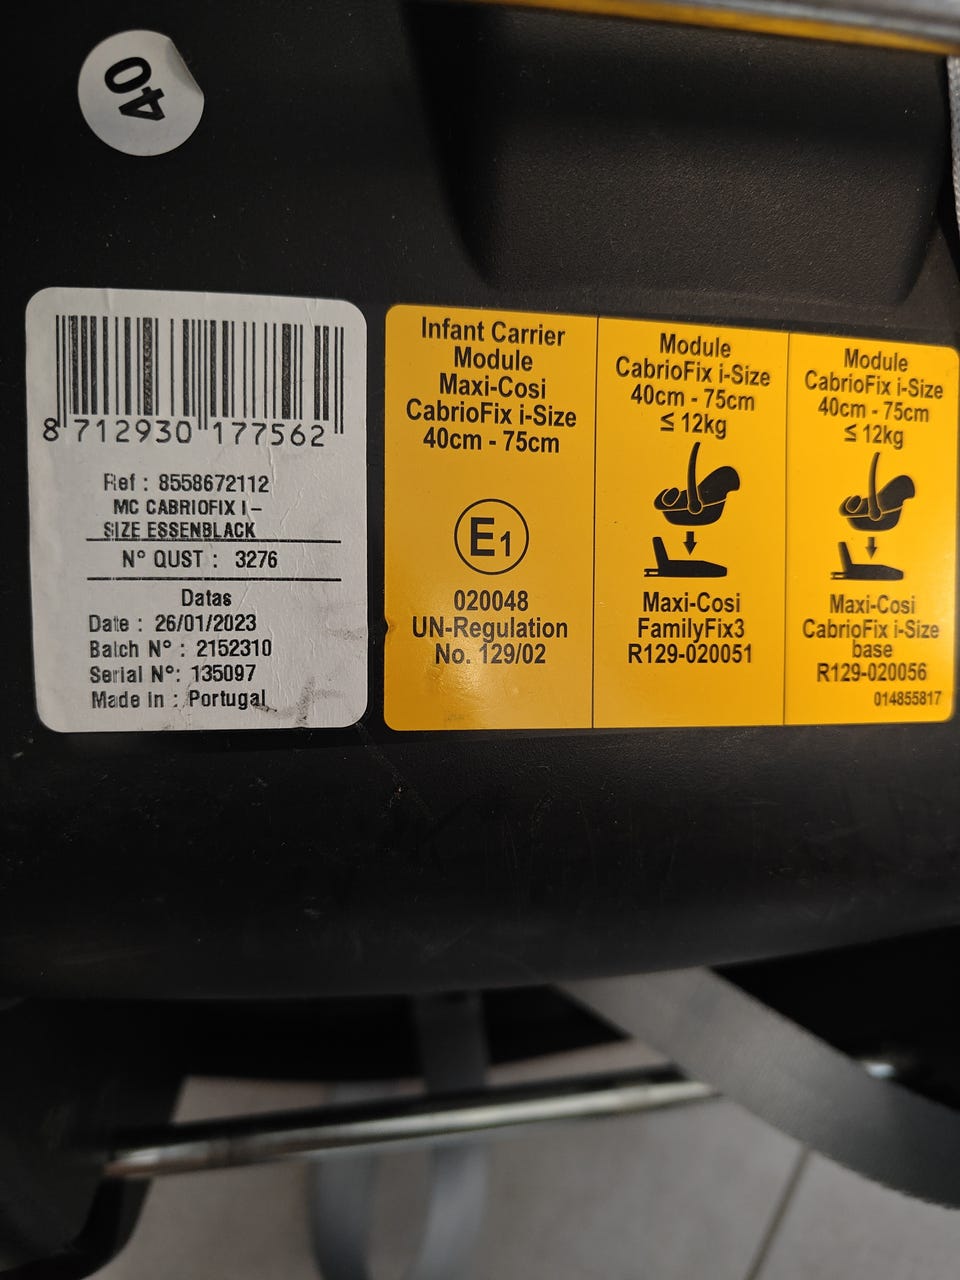 40
8 712930 177562
Ref : 8558672112
MC CABRIOFIX I-
SIZE ESSENBLACK
N° QUST : 3276
Datas
Date : 26/01/2023
Batch N° : 2152310
Serial N°: 135097
Made in : Portugal
Infant Carrier
Module
Maxi-Cosi
CabrioFix i-Size
40cm - 75cm
E1
020048
UN-Regulation
No. 129/02
Module
CabrioFix i-Size
40cm - 75cm
≤ 12kg
Maxi-Cosi
FamilyFix3
R129-020051
Module
CabrioFix i-Size
40cm - 75cm
≤ 12kg
Maxi-Cosi
CabrioFix i-Size
base
R129-020056
014855817